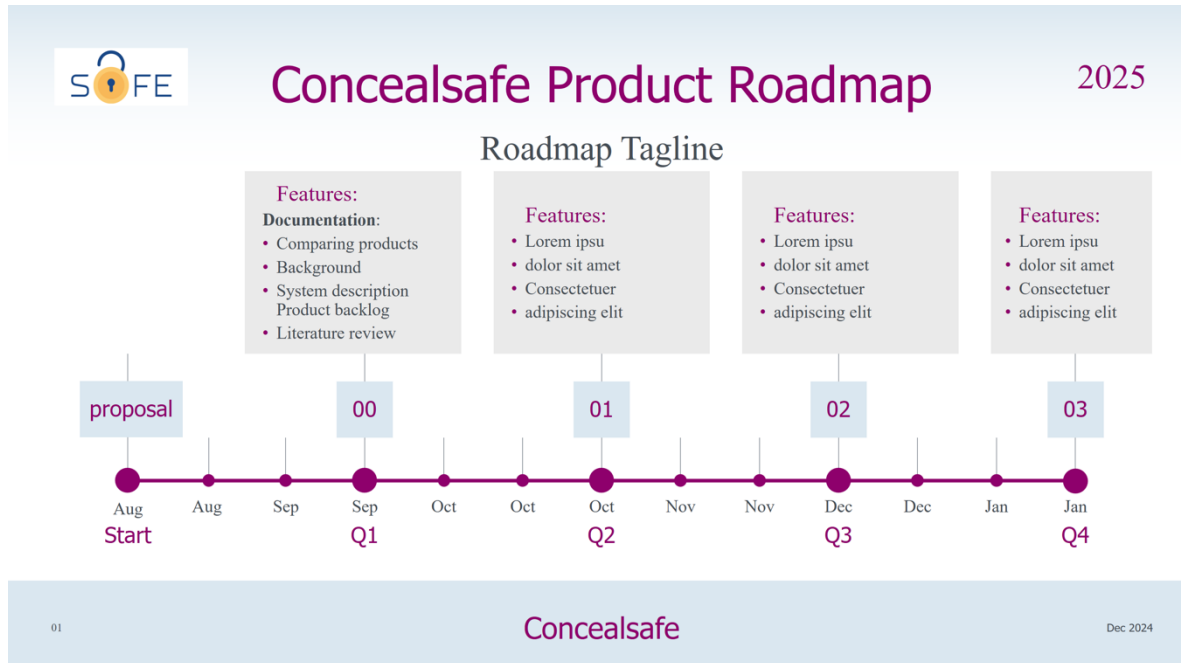 SAFE
Concealsafe Product Roadmap
2025
Roadmap Tagline
Features:
Documentation:
• Comparing products
• Background
• System description
Product backlog
• Literature review
Features:
• Lorem ipsu
• dolor sit amet
• Consectetuer
• adipiscing elit
Features:
• Lorem ipsu
• dolor sit amet
• Consectetuer
• adipiscing elit
Features:
• Lorem ipsu
• dolor sit amet
• Consectetuer
• adipiscing elit
proposal 00 01 02 03
Aug Aug Sep Sep Oct Oct Oct Nov Nov Dec Dec Jan Jan
Start Q1 Q2 Q3 Q4
01 Concealsafe Dec 2024